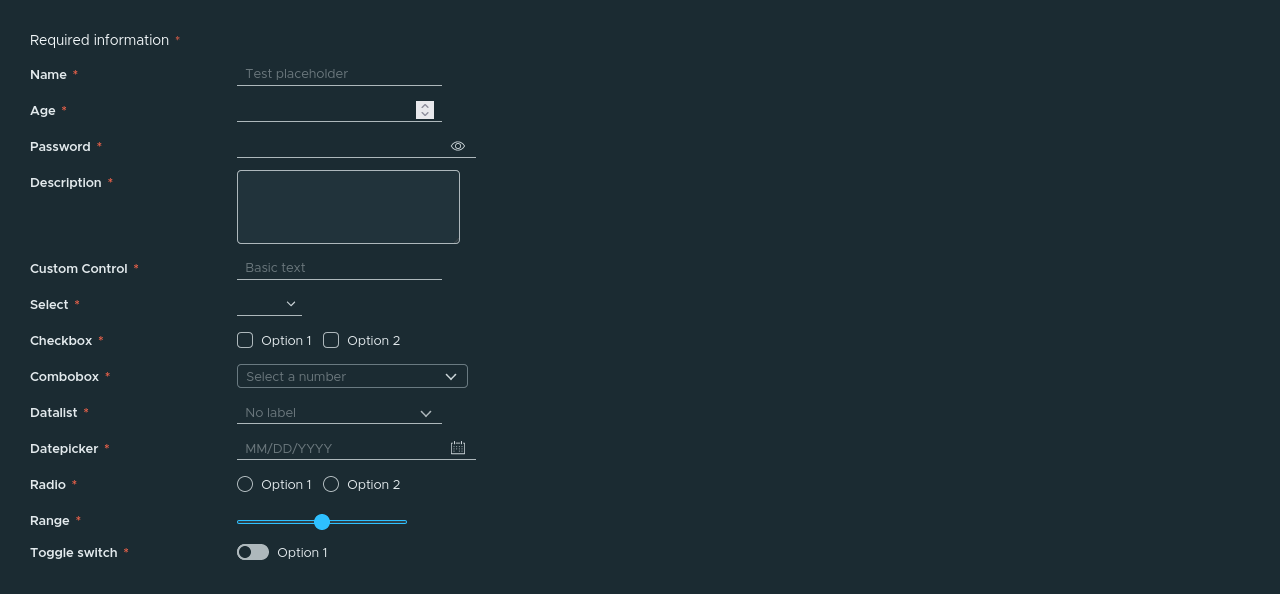 Required information *
Name * Test placeholder
Age *
Password *
Description *
Custom Control * Basic text
Select *
Checkbox * Option 1 Option 2
Combobox * Select a number
Datalist * No label
Datepicker * MM/DD/YYYY
Radio * Option 1 Option 2
Range *
Toggle switch * Option 1